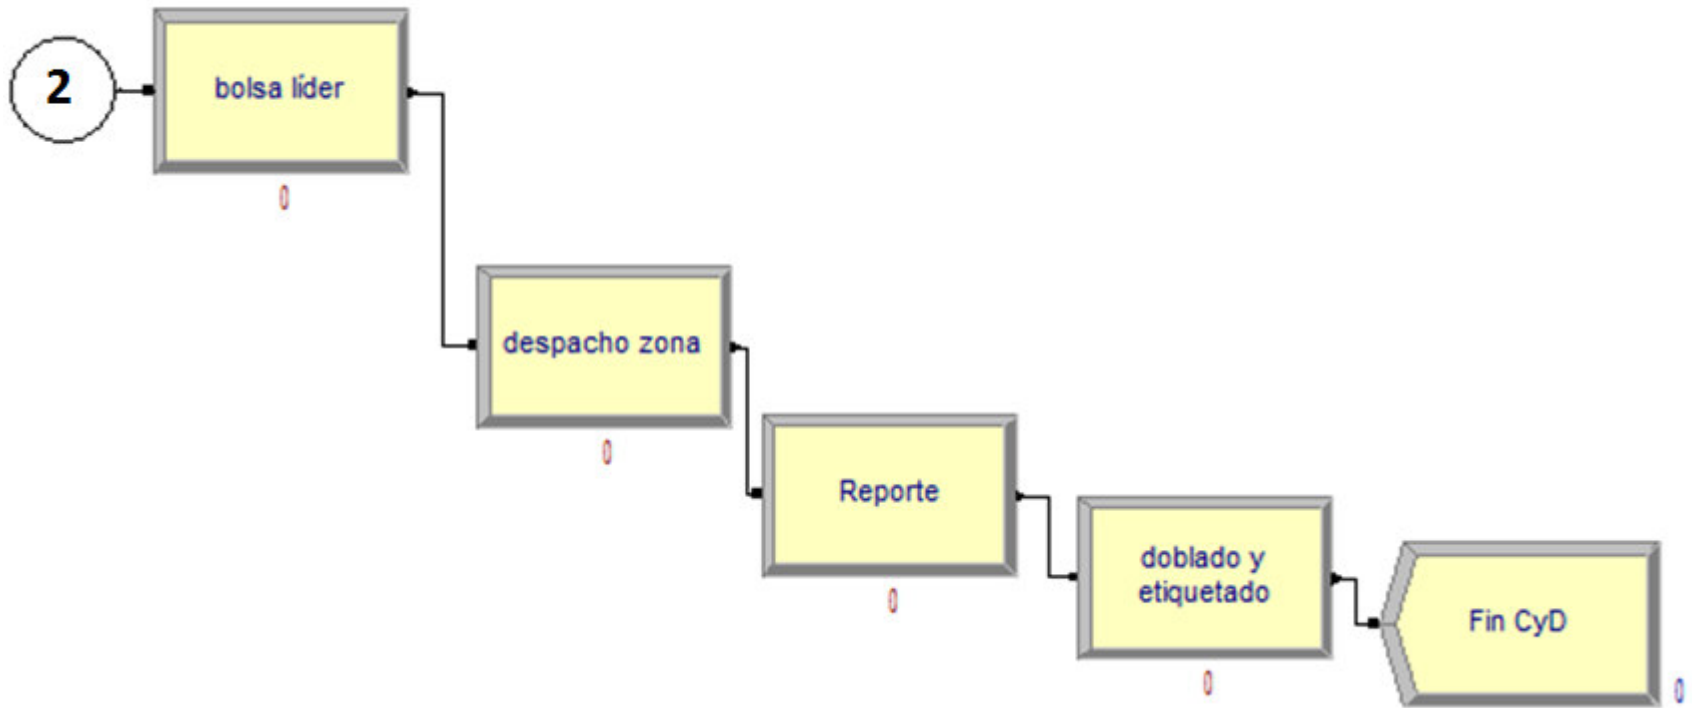 2
bolsa líder
0
despacho zona
0
Reporte
0
doblado y
etiquetado
0
Fin CyD
0